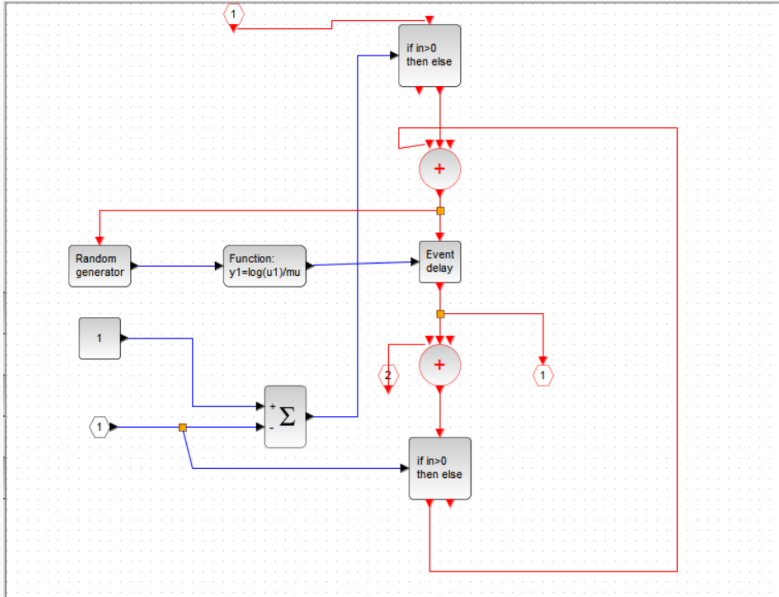 1
if in>0
then else
+
Random
generator
Function:
y1=log(u1)/mu
Event
delay
1
+
2
1
1
+
-
Σ
if in>0
then else